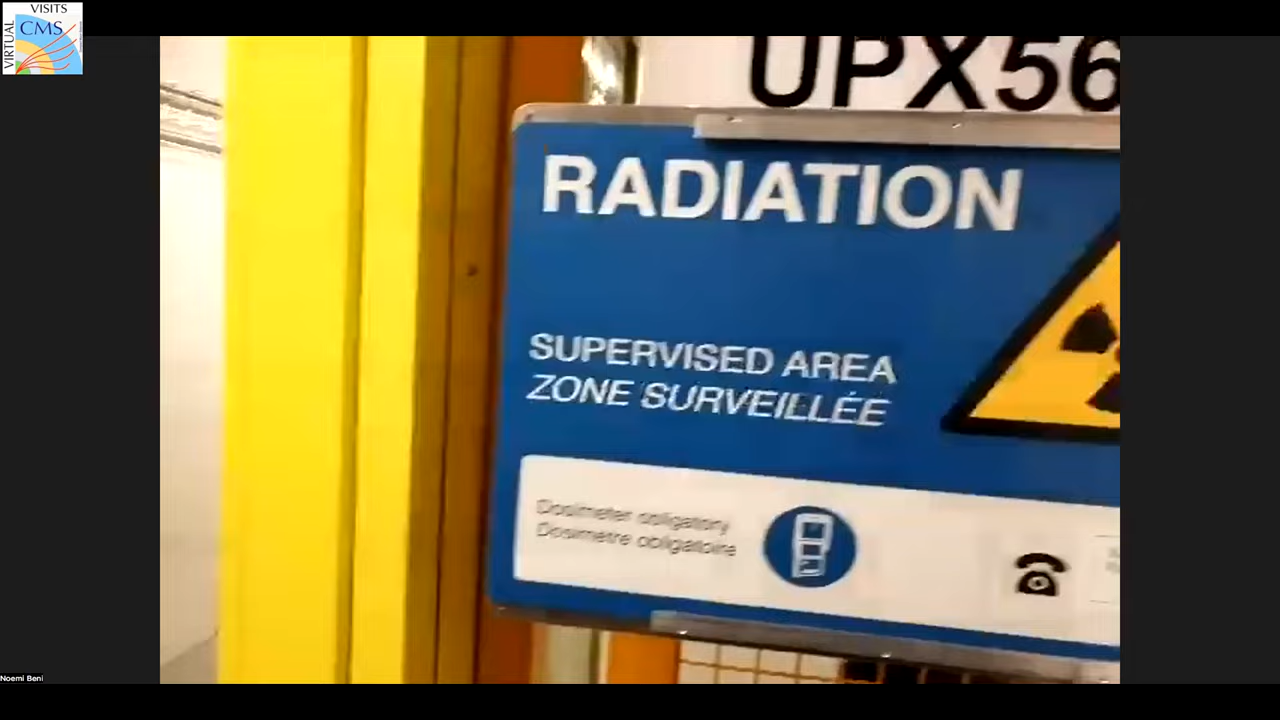 VISITS
CMS
VIRTUAL
UPX56
RADIATION
SUPERVISED AREA
ZONE SURVEILLÉE
Dosimeter obligatory
Dosimètre obligatoire
Noemi Beni